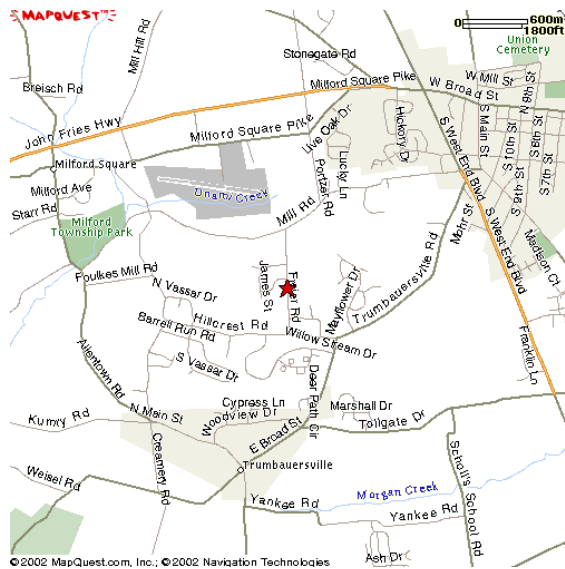 MAPQUEST
0 600m
1800ft
Union
Cemetery
Stonegate Rd
Mill Hill Rd
Breisch Rd
Milford Square Pike
W Broad St
W Mill St
N 9th St
John Fries Hwy
Milford Square Pike
Live Oak Dr
Hickory Dr
S West End Blvd
S Main St
S 10th St
S 9th St
S 6th St
S 7th St
Milford Square
Lucky Ln
Portzer Rd
Milford Ave
Unami Creek
Starr Rd
Mill Rd
Milford
Township Park
Mohr St
S West End Blvd
Madison Ct
Foulkes Mill Rd
N Vassar Dr
James St
Freier Rd
Mayflower Dr
Trumbauersville Rd
Hillcrest Rd
Barrell Run Rd
Willow Stream Dr
S Vassar Dr
Allentown Rd
Franklin Ln
Deer Path Cir
Cypress Ln
Marshall Dr
N Main St
Woodview Dr
Kumry Rd
E Broad St
Tollgate Dr
Creamery Rd
Scholl's School Rd
Weisel Rd
Trumbauersville
Morgan Creek
Yankee Rd
Yankee Rd
Ash Dr
©2002 MapQuest.com, Inc.; ©2002 Navigation Technologies